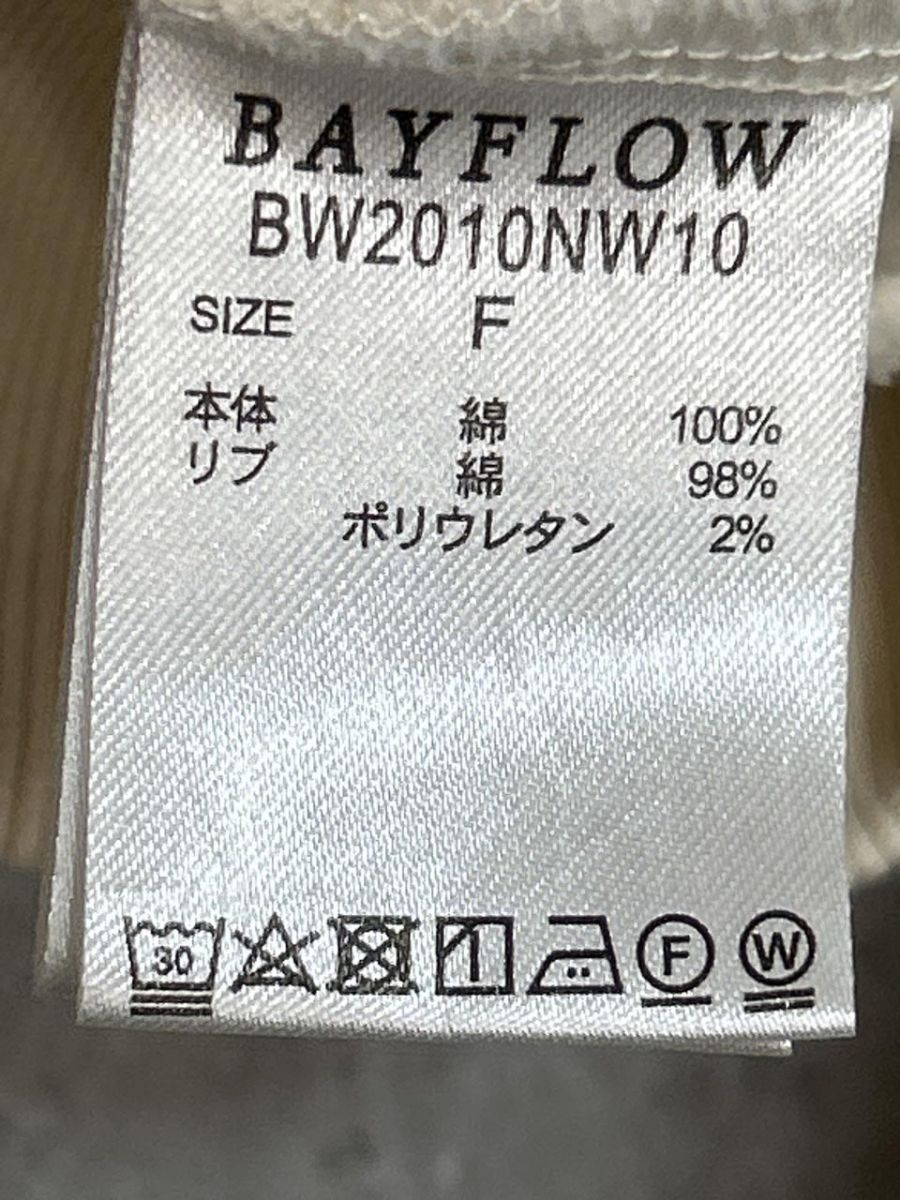 BAYFLOW
BW2010NW10
SIZE F
本体 綿 100%
リブ 綿 98%
ポリウレタン 2%
30 F W